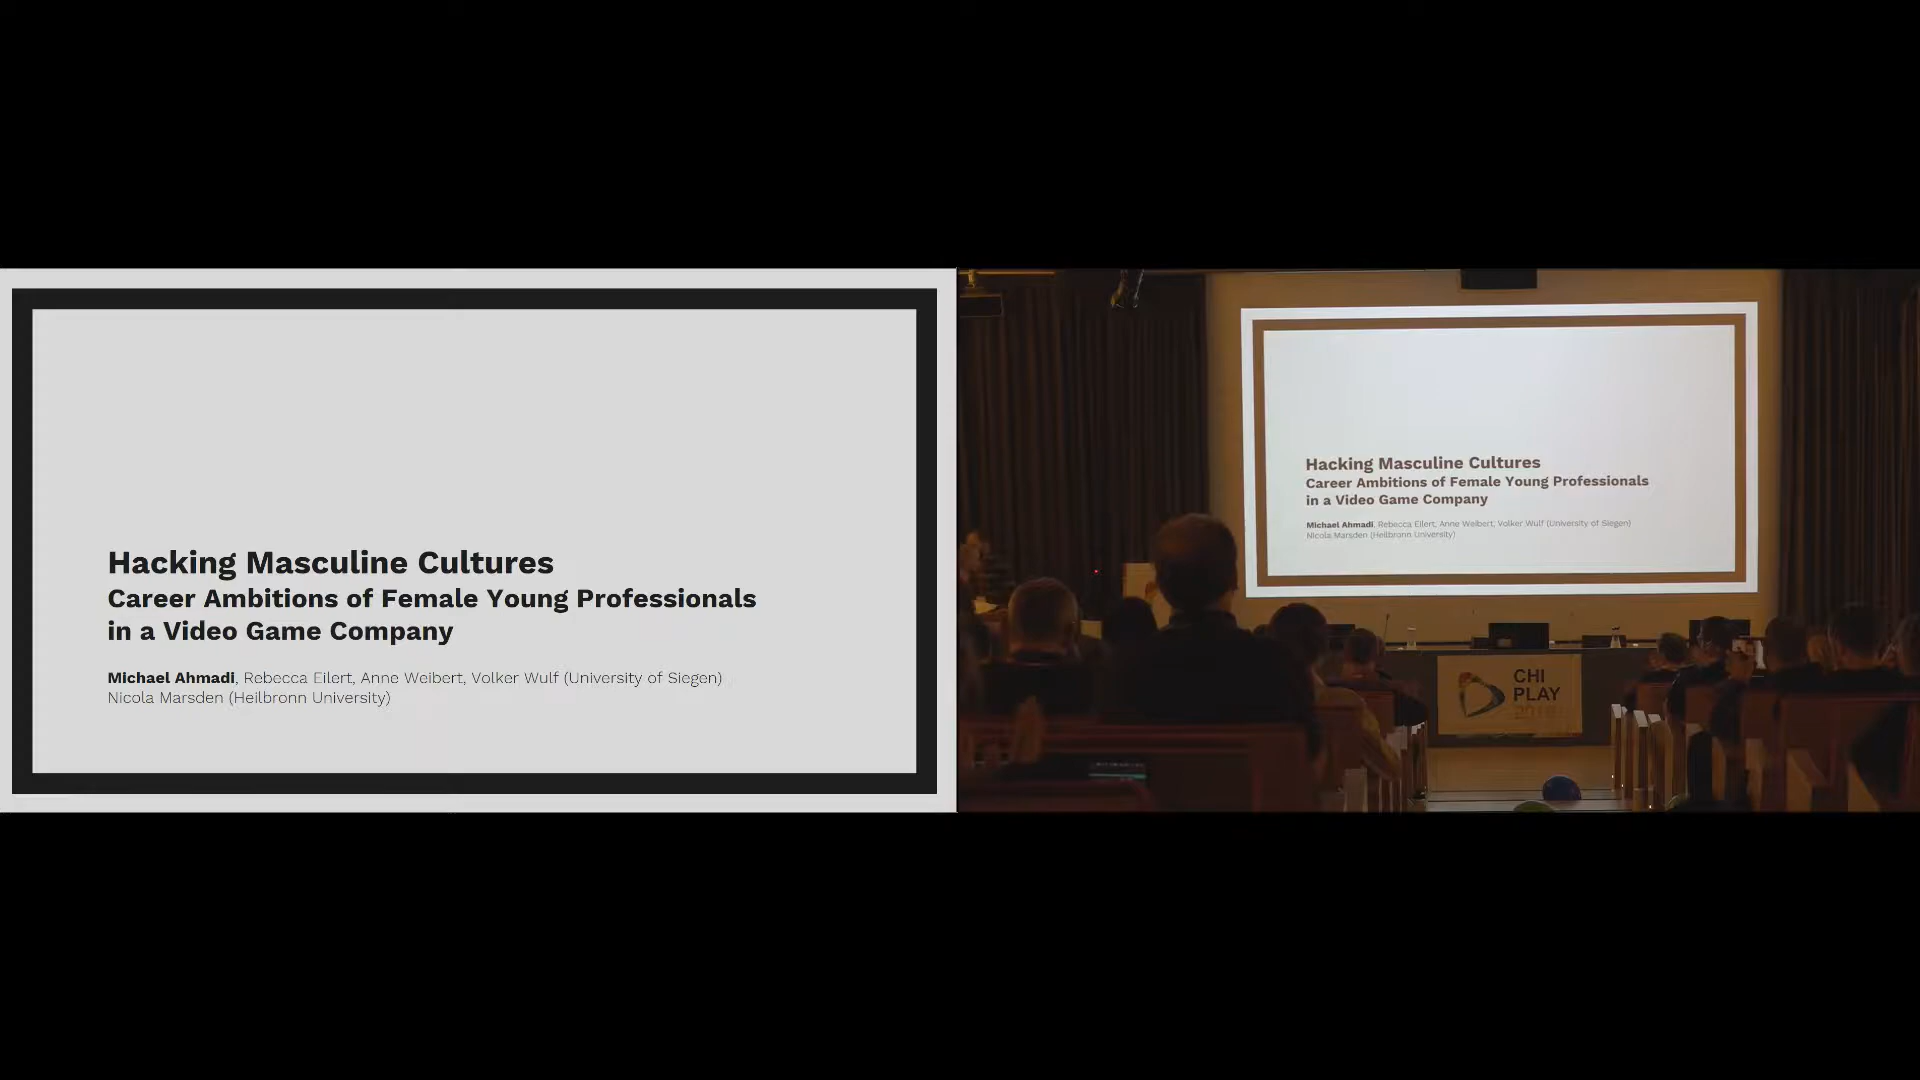 Hacking Masculine Cultures
Career Ambitions of Female Young Professionals
in a Video Game Company
Michael Ahmadi, Rebecca Eilert, Anne Weibert, Volker Wulf (University of Siegen)
Nicola Marsden (Heilbronn University)
Hacking Masculine Cultures
Career Ambitions of Female Young Professionals
in a Video Game Company
Michael Ahmadi, Rebecca Eilert, Anne Weibert, Volker Wulf (University of Siegen)
Nicola Marsden (Heilbronn University)
CHI
PLAY